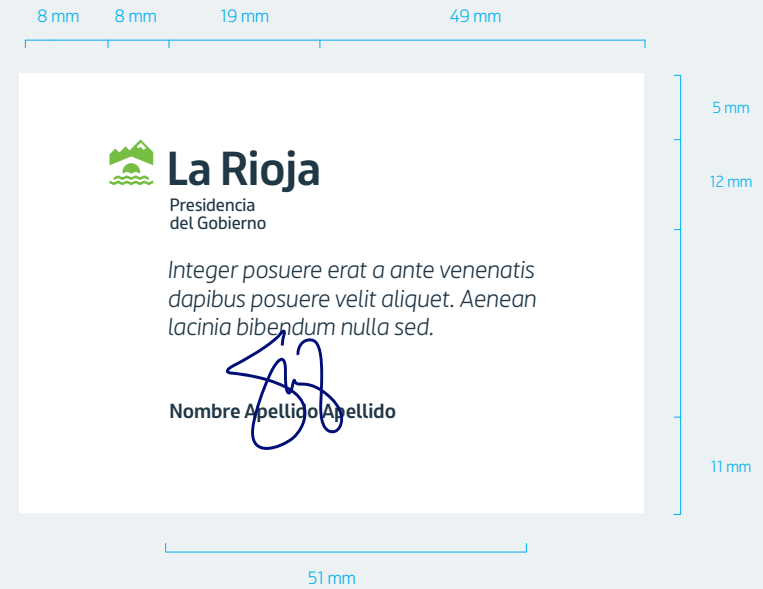 8 mm 8 mm 19 mm 49 mm
5 mm
12 mm
La Rioja
Presidencia
del Gobierno
Integer posuere erat a ante venenatis
dapibus posuere velit aliquet. Aenean
lacinia bibendum nulla sed.
Nombre Apellido Apellido
11 mm
51 mm